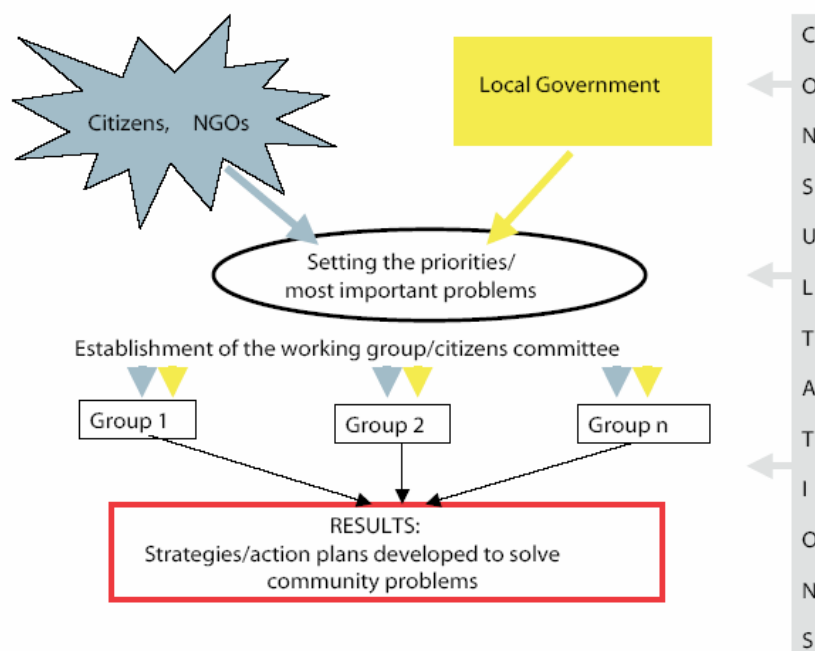 Citizens, NGOs
Local Government
Setting the priorities/
most important problems
Establishment of the working group/citizens committee
Group 1
Group 2
Group n
RESULTS:
Strategies/action plans developed to solve
community problems
C
O
N
S
U
L
T
A
T
I
O
N
S